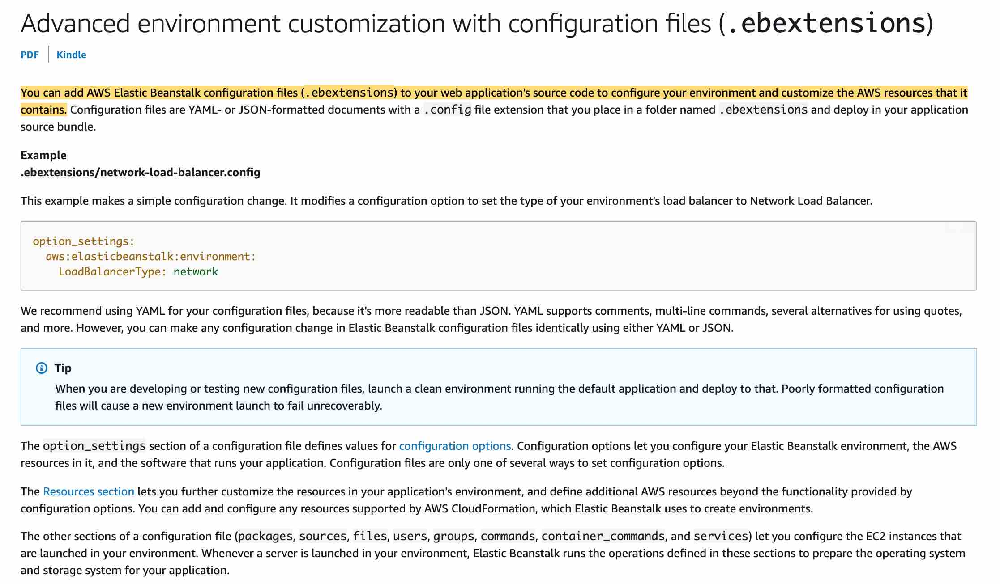 Advanced environment customization with configuration files (.ebextensions)
PDF | Kindle
You can add AWS Elastic Beanstalk configuration files (.ebextensions) to your web application's source code to configure your environment and customize the AWS resources that it
contains. Configuration files are YAML- or JSON-formatted documents with a .config file extension that you place in a folder named .ebextensions and deploy in your application
source bundle.
Example
.ebextensions/network-load-balancer.config
This example makes a simple configuration change. It modifies a configuration option to set the type of your environment's load balancer to Network Load Balancer.
option_settings:
  aws:elasticbeanstalk:environment:
    LoadBalancerType: network
We recommend using YAML for your configuration files, because it's more readable than JSON. YAML supports comments, multi-line commands, several alternatives for using quotes,
and more. However, you can make any configuration change in Elastic Beanstalk configuration files identically using either YAML or JSON.
Tip
When you are developing or testing new configuration files, launch a clean environment running the default application and deploy to that. Poorly formatted configuration
files will cause a new environment launch to fail unrecoverably.
The option_settings section of a configuration file defines values for configuration options. Configuration options let you configure your Elastic Beanstalk environment, the AWS
resources in it, and the software that runs your application. Configuration files are only one of several ways to set configuration options.
The Resources section lets you further customize the resources in your application's environment, and define additional AWS resources beyond the functionality provided by
configuration options. You can add and configure any resources supported by AWS CloudFormation, which Elastic Beanstalk uses to create environments.
The other sections of a configuration file (packages, sources, files, users, groups, commands, container_commands, and services) let you configure the EC2 instances that
are launched in your environment. Whenever a server is launched in your environment, Elastic Beanstalk runs the operations defined in these sections to prepare the operating system
and storage system for your application.